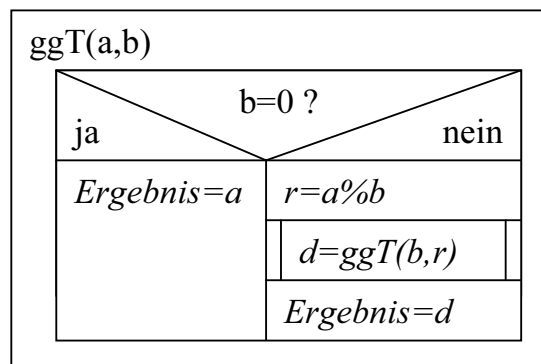 ggT(a,b)
b=0 ?
ja
nein
Ergebnis=a
r=a%b
d=ggT(b,r)
Ergebnis=d